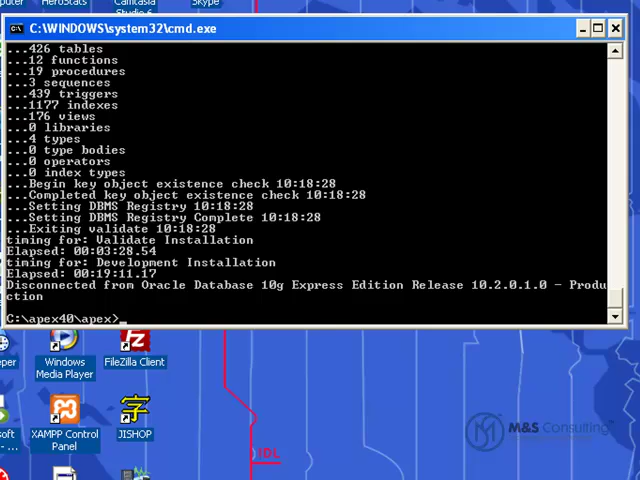 HeroStats
Camtasia
Studio 6
Skype
C:\WINDOWS\system32\cmd.exe
...426 tables
...12 functions
...19 procedures
...3 sequences
...439 triggers
...1177 indexes
...176 views
...0 libraries
...4 types
...0 type bodies
...0 operators
...0 index types
...Begin key object existence check 10:18:28
...Completed key object existence check 10:18:28
...Setting DBMS Registry 10:18:28
...Setting DBMS Registry Complete 10:18:28
...Exiting validate 10:18:28
timing for: Validate Installation
Elapsed: 00:03:28.54
timing for: Development Installation
Elapsed: 00:19:11.17
Disconnected from Oracle Database 10g Express Edition Release 10.2.0.1.0 - Produ
ction
C:\apex40\apex>_
Windows
Media Player
FileZilla Client
XAMPP Control
Panel
字
JISHOP
M&S Consulting
IDL